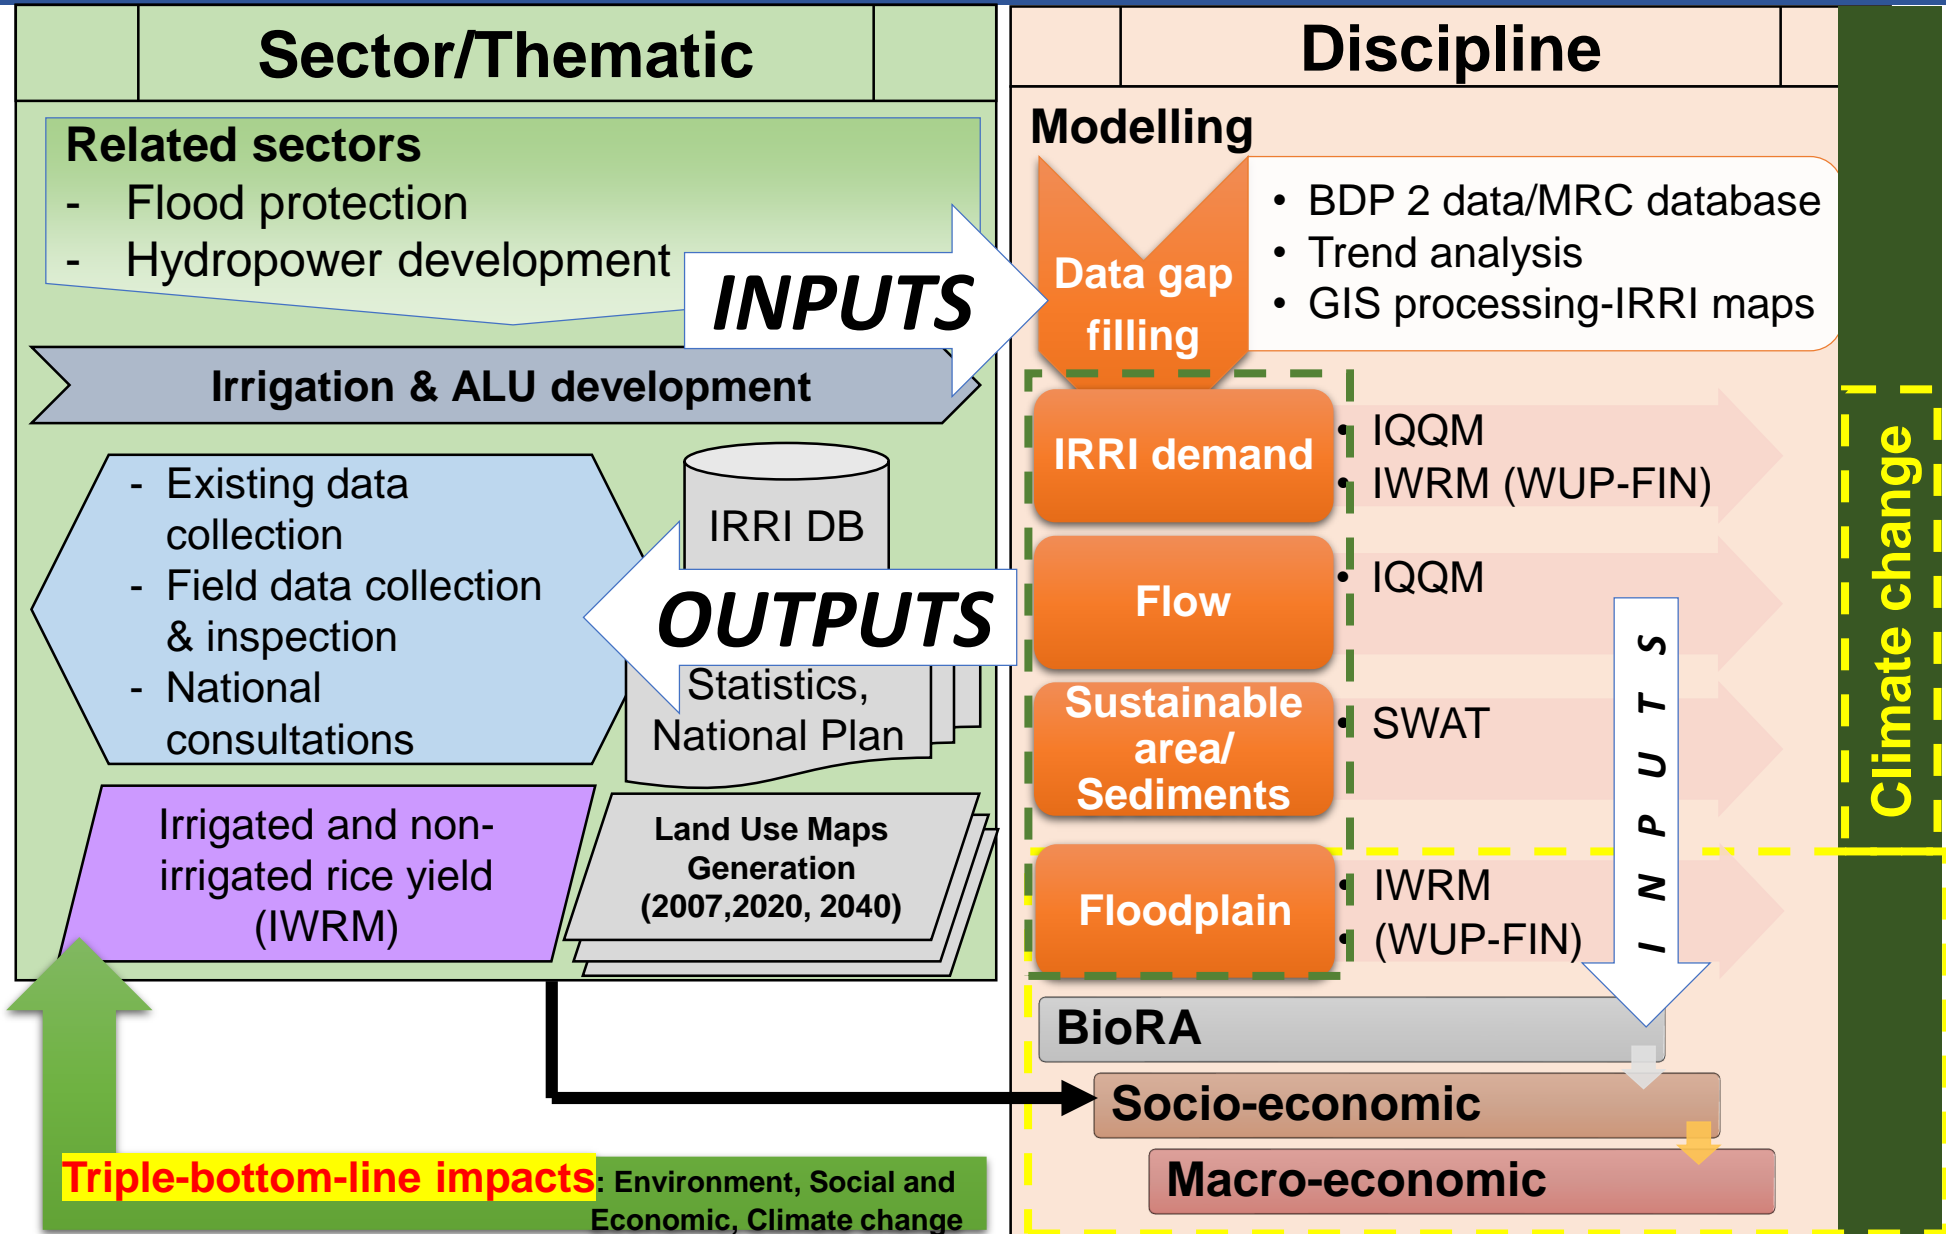 Sector/Thematic
Related sectors
- Flood protection
- Hydropower development
INPUTS
Irrigation & ALU development
- Existing data
collection
- Field data collection
& inspection
- National
consultations
IRRI DB
OUTPUTS
Statistics,
National Plan
Irrigated and non-
irrigated rice yield
(IWRM)
Land Use Maps
Generation
(2007,2020, 2040)
Triple-bottom-line impacts: Environment, Social and
Economic, Climate change
Discipline
Modelling
Data gap
filling
• BDP 2 data/MRC database
• Trend analysis
• GIS processing-IRRI maps
IRRI demand
• IQQM
• IWRM (WUP-FIN)
Flow
• IQQM
Sustainable
area/
Sediments
• SWAT
Floodplain
• IWRM
• (WUP-FIN)
INPUTS
BioRA
Socio-economic
Macro-economic
Climate change